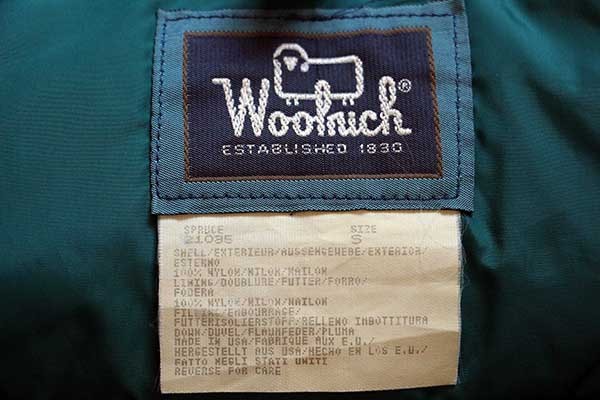 Woolrich®
ESTABLISHED 1830
SPRUCE SIZE
21035 S
SHELL/EXTERIEUR/AUSSENGEWEBE/EXTERIOR/
ESTERNO
100% NYLON/NILON/NAILON
LINING/DOUBLURE/FUTTER/FORRO/
FODERA
100% NYLON/NILON/NAILON
FILLING/EMBOURRAGE/
FUTTERISOLIERSTOFF/RELLENO IMBOTTITURA
DOWN/DUVEL/FLAUMFEDER/PLUMA
MADE IN USA/FABRIQUE AUX E.U./
HERGESTELLT AUS USA/HECHO EN LOS E.U./
FATTO NEGLI STATI UNITI
REVERSE FOR CARE